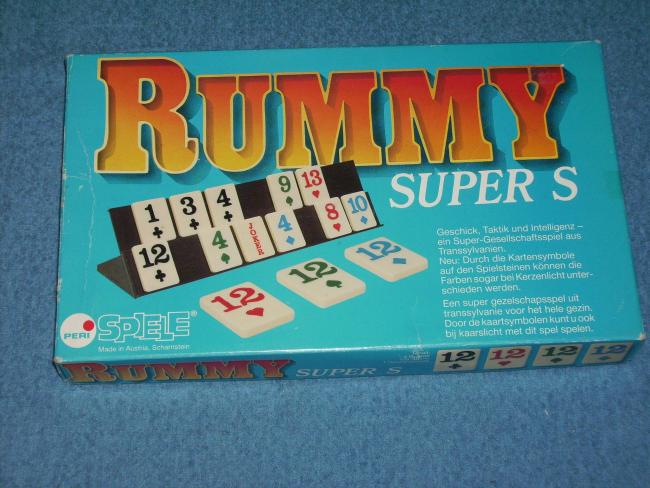 RUMMY
SUPER S
9 13
1 3 4
4 JOKER 4 8 10
12
12 12 12
Geschick, Taktik und Intelligenz –
ein Super-Gesellschaftsspiel aus
Transsylvanien.
Neu: Durch die Kartensymbole
auf den Spielsteinen können die
Farben sogar bei Kerzenlicht unter-
schieden werden.
Een super gezelschapsspel uit
transsylvanie voor het hele gezin.
Door de kaartsymbolen kunt u ook
bij kaarslicht met dit spel spelen.
PERI SPIELE®
Made in Austria, Scharnstein
RUMMY SUPER S
12 12 12 12